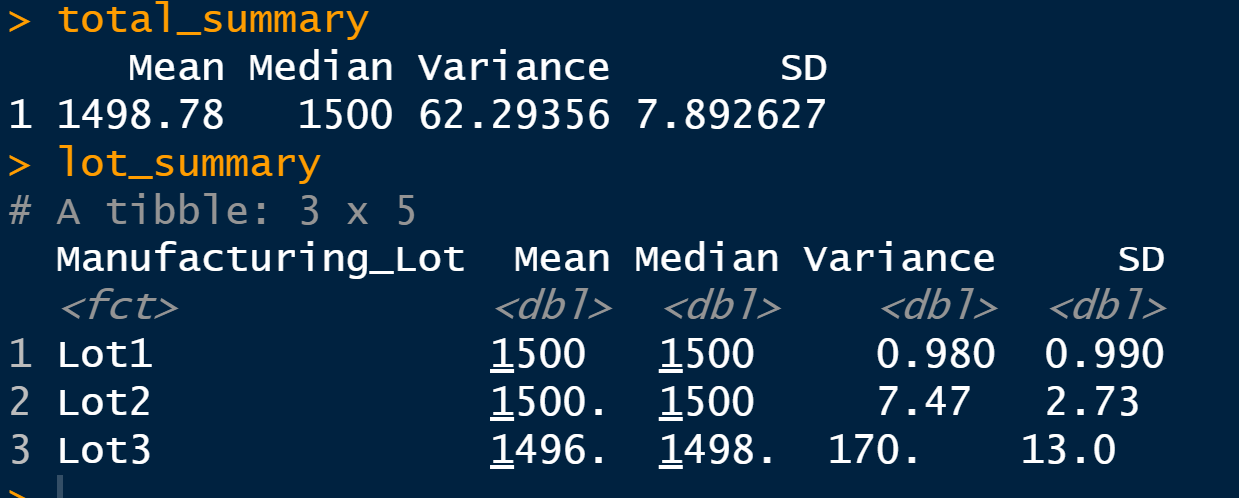 > total_summary
     Mean Median Variance       SD
1 1498.78   1500 62.29356 7.892627
> lot_summary
# A tibble: 3 x 5
  Manufacturing_Lot  Mean Median Variance     SD
  <fct>             <dbl>  <dbl>    <dbl>  <dbl>
1 Lot1              1500   1500     0.980  0.990
2 Lot2              1500.  1500     7.47   2.73
3 Lot3              1496.  1498.  170.    13.0
>